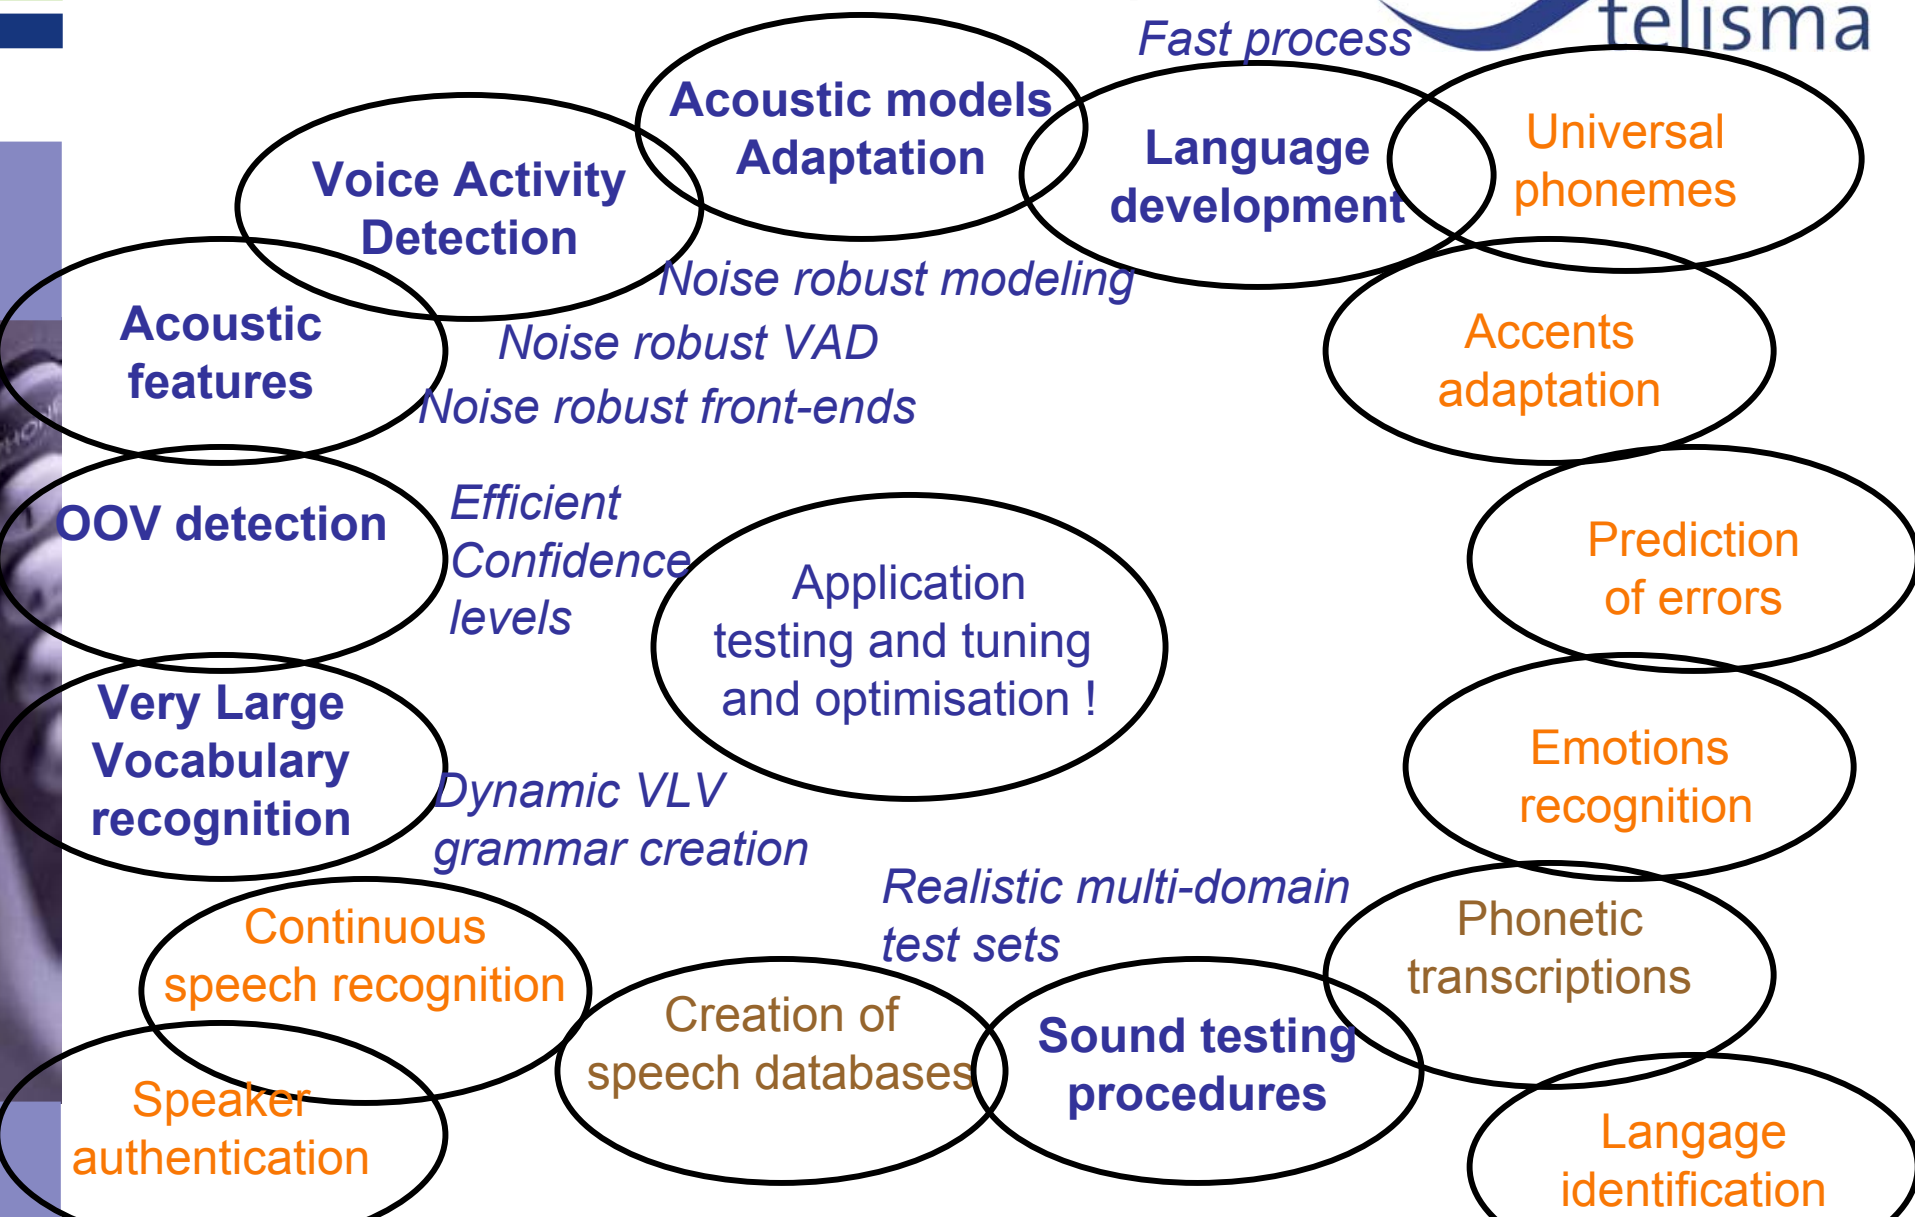 telisma
Fast process
Acoustic models
Adaptation
Language
development
Universal
phonemes
Voice Activity
Detection
Noise robust modeling
Acoustic
features
Noise robust VAD
Noise robust front-ends
Accents
adaptation
OOV detection
Efficient
Confidence
levels
Application
testing and tuning
and optimisation !
Prediction
of errors
Very Large
Vocabulary
recognition
Dynamic VLV
grammar creation
Emotions
recognition
Continuous
speech recognition
Realistic multi-domain
test sets
Phonetic
transcriptions
Creation of
speech databases
Sound testing
procedures
Speaker
authentication
Langage
identification